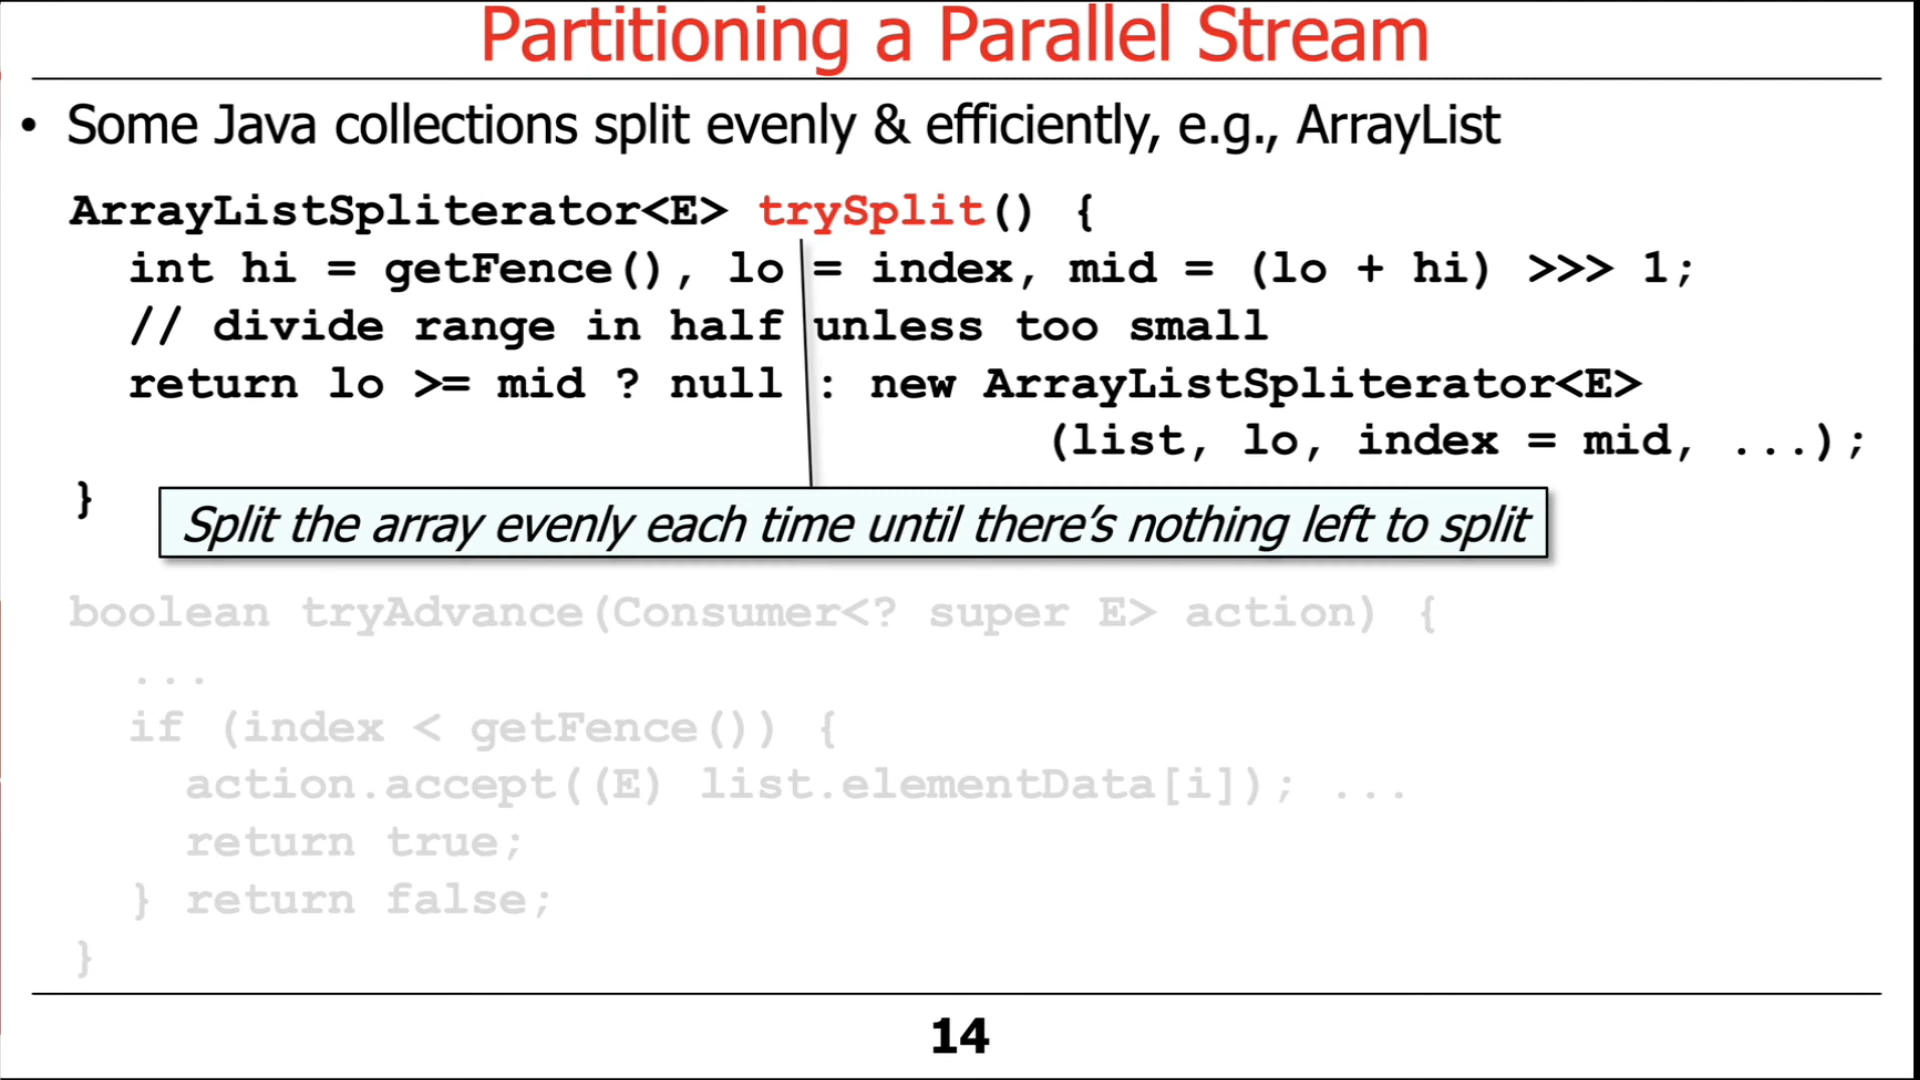 Partitioning a Parallel Stream
• Some Java collections split evenly & efficiently, e.g., ArrayList
ArrayListSpliterator<E> trySplit() {
int hi = getFence(), lo = index, mid = (lo + hi) >>> 1;
// divide range in half unless too small
return lo >= mid ? null : new ArrayListSpliterator<E>
(list, lo, index = mid, ...);
}
Split the array evenly each time until there's nothing left to split
boolean tryAdvance(Consumer<? super E> action) {
...
if (index < getFence()) {
action.accept((E) list.elementData[i]); ...
return true;
} return false;
}
14